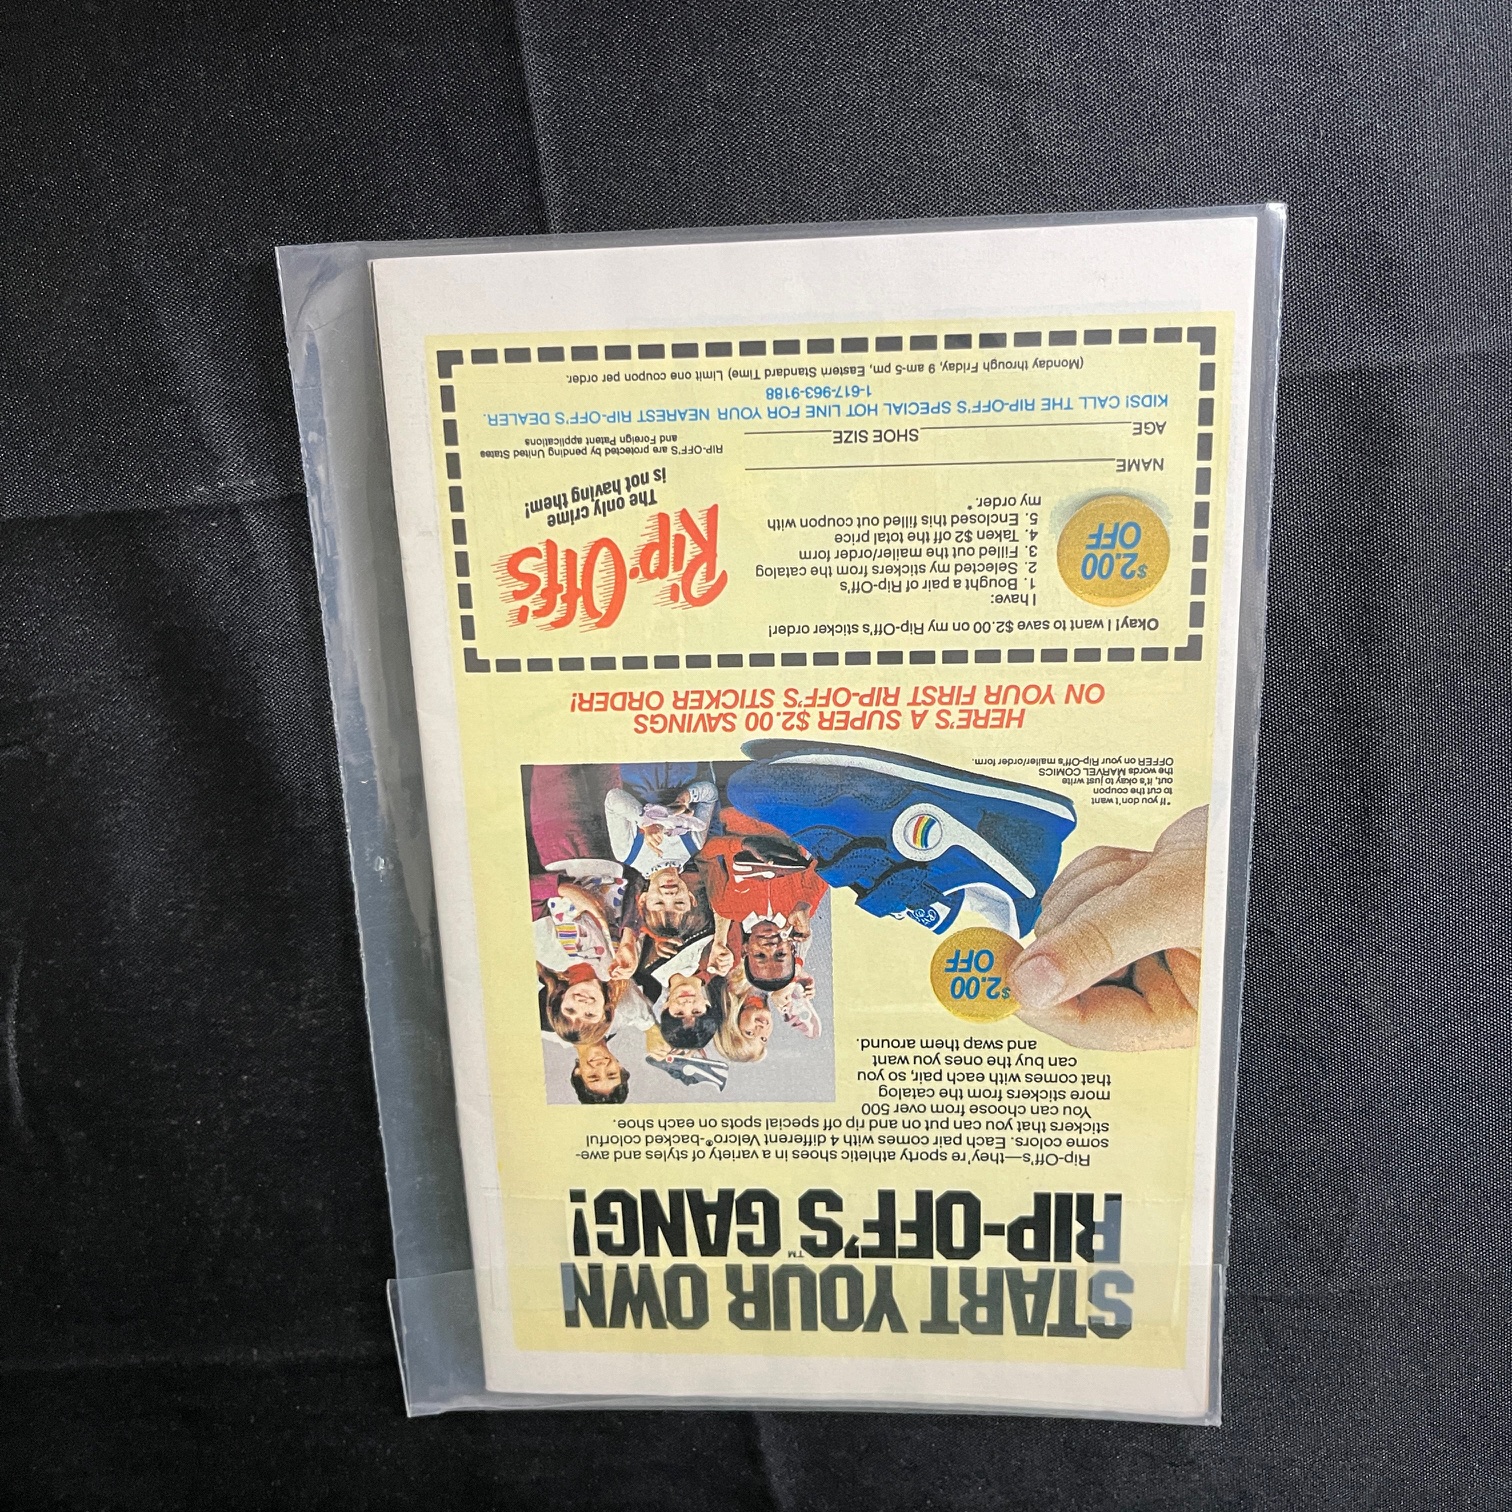 START YOUR OWN
RIP-OFF'S™ GANG!
Rip-Off's—they're sporty athletic shoes in a variety of styles and awe-
some colors. Each pair comes with 4 different Velcro®-backed colorful
stickers that you can put on and rip off special spots on each shoe.
You can choose from over 500
more stickers from the catalog
that comes with each pair, so you
can buy the ones you want
and swap them around.
$2.00
OFF
*If you don't want
to cut the coupon
out, it's okay to just write
the words MARVEL COMICS
OFFER on your Rip-Off's mailer/order form.
HERE'S A SUPER $2.00 SAVINGS
ON YOUR FIRST RIP-OFF'S STICKER ORDER!
Okay! I want to save $2.00 on my Rip-Off's sticker order!
$2.00
OFF
I have:
1. Bought a pair of Rip-Off's
2. Selected my stickers from the catalog
3. Filled out the mailer/order form
4. Taken $2 off the total price
5. Enclosed this filled out coupon with
my order.*
Rip-Off's
The only crime
is not having them!
NAME
AGE SHOE SIZE
RIP-OFF'S are protected by pending United States
and Foreign Patent applications
KIDS! CALL THE RIP-OFF'S SPECIAL HOT LINE FOR YOUR NEAREST RIP-OFF'S DEALER.
1-617-963-9188
(Monday through Friday, 9 am-5 pm, Eastern Standard Time) Limit one coupon per order.